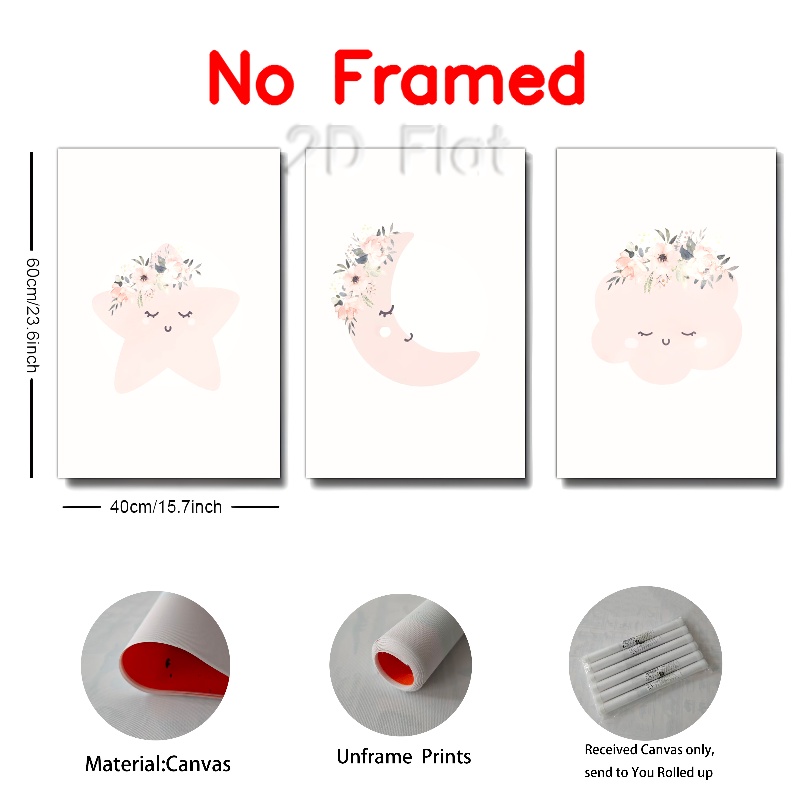 No Framed
2D Flat
60cm/23.6inch
40cm/15.7inch
Material:Canvas
Unframe Prints
Received Canvas only,
send to You Rolled up